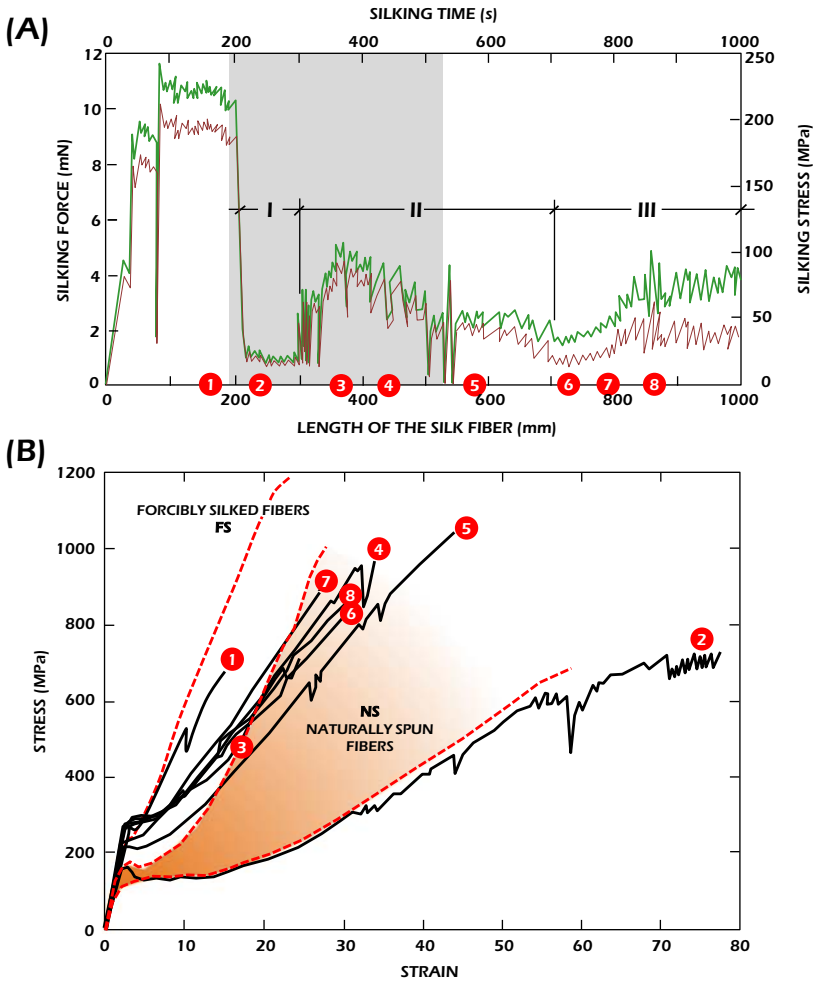 (A)
SILKING TIME (s)
0 200 400 600 800 1000
12 250
10 200
8 150
6 100
4 50
2 0
0
SILKING FORCE (mN)
SILKING STRESS (MPa)
I II III
1 2 3 4 5 6 7 8
0 200 400 600 800 1000
LENGTH OF THE SILK FIBER (mm)
(B)
1200
1000
800
600
400
200
0
STRESS (MPa)
FORCIBLY SILKED FIBERS
FS
5
4
7
8
6
2
1
3
NS
NATURALLY SPUN
FIBERS
0 10 20 30 40 50 60 70 80
STRAIN